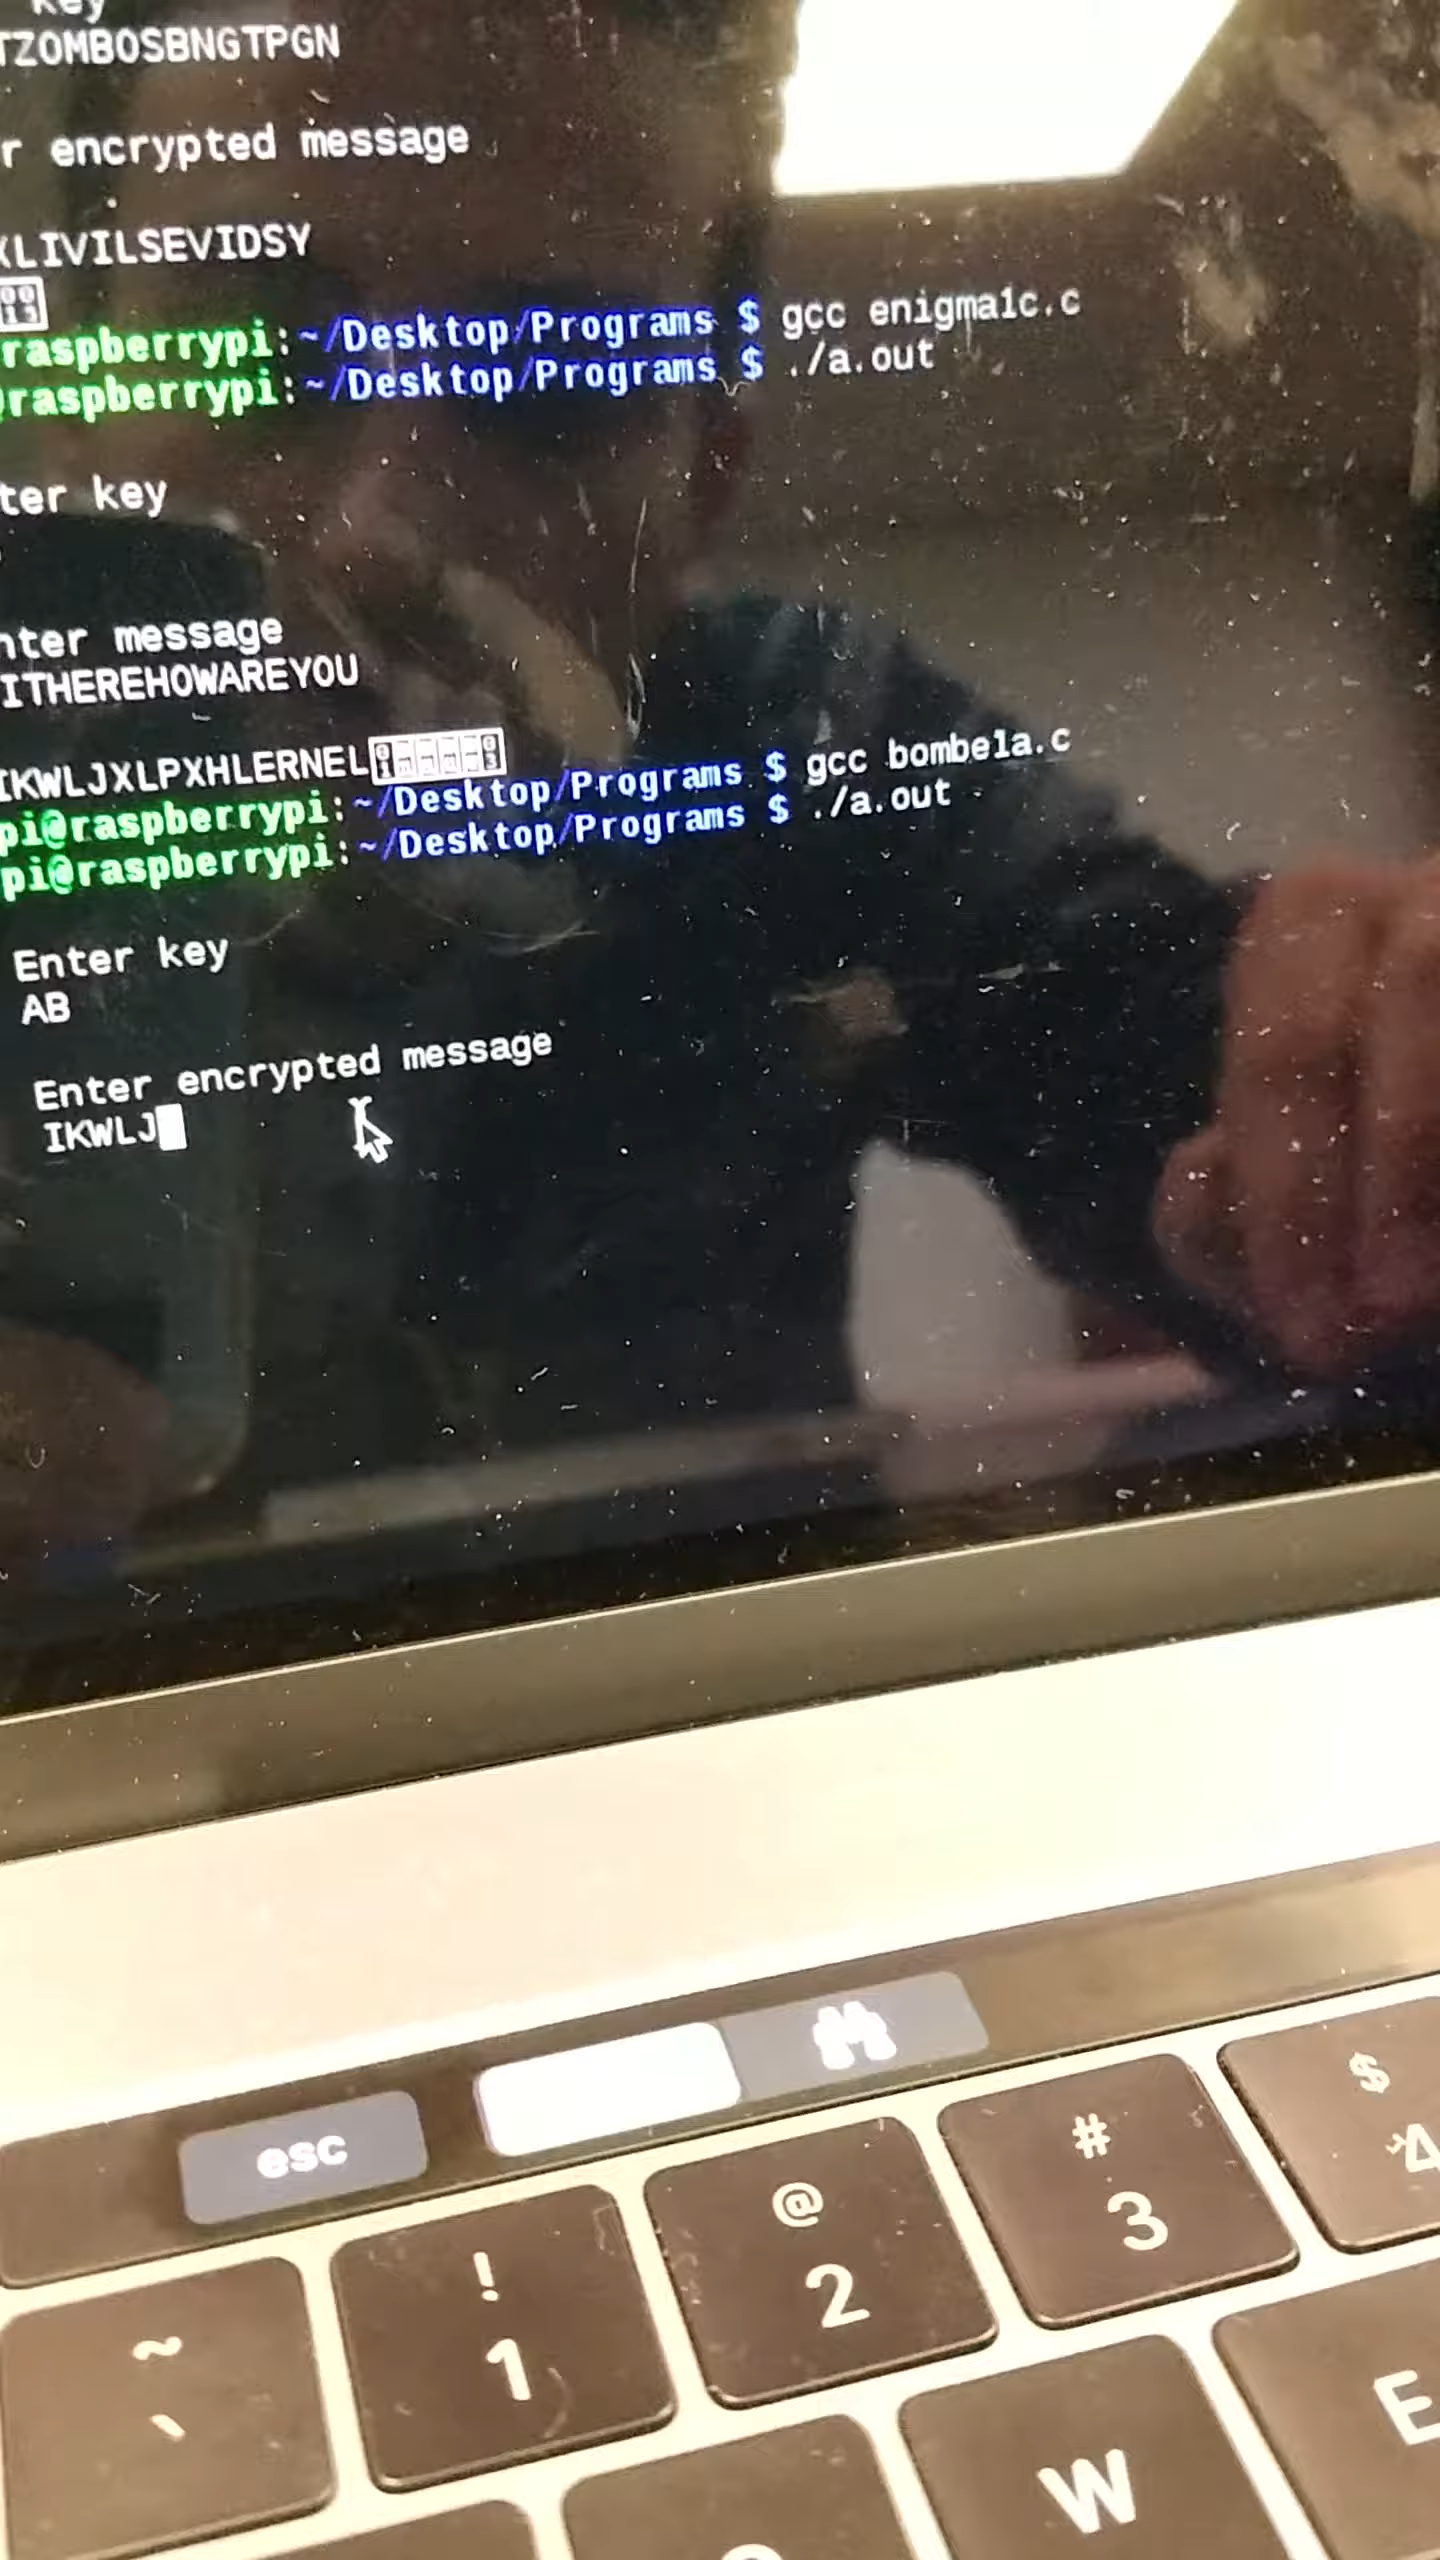 key
TZOMBOSBNGTPGN
r encrypted message
XLIVILSEVIDSY
raspberrypi:~/Desktop/Programs $ gcc enigma1c.c
@raspberrypi:~/Desktop/Programs $ ./a.out
ter key
nter message
ITHEREHOWAREYOU
IKWLJXLPXHLERNEL
pi@raspberrypi:~/Desktop/Programs $ gcc bombe1a.c
pi@raspberrypi:~/Desktop/Programs $ ./a.out
Enter key
AB
Enter encrypted message
IKWLJ
esc
~ ! @ # $
` 1 2 3 4
W E